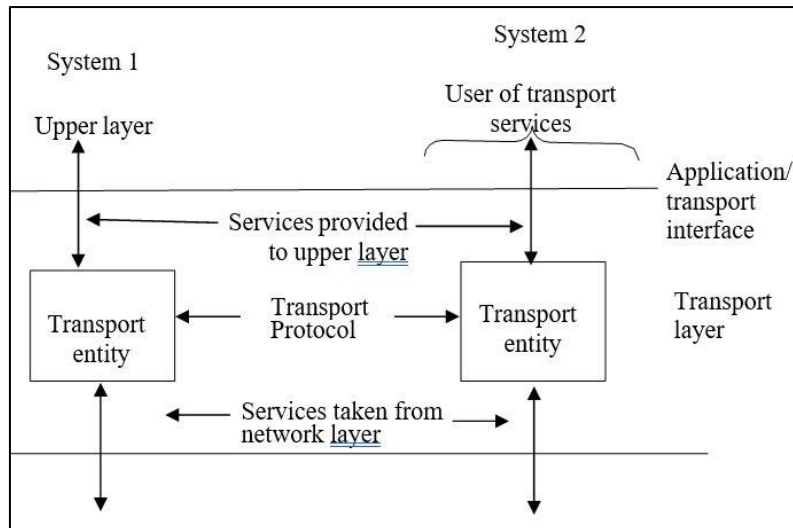 System 1
System 2
Upper layer
User of transport
services
Application/
transport
interface
Services provided
to upper layer
Transport
entity
Transport
Protocol
Transport
entity
Transport
layer
Services taken from
network layer